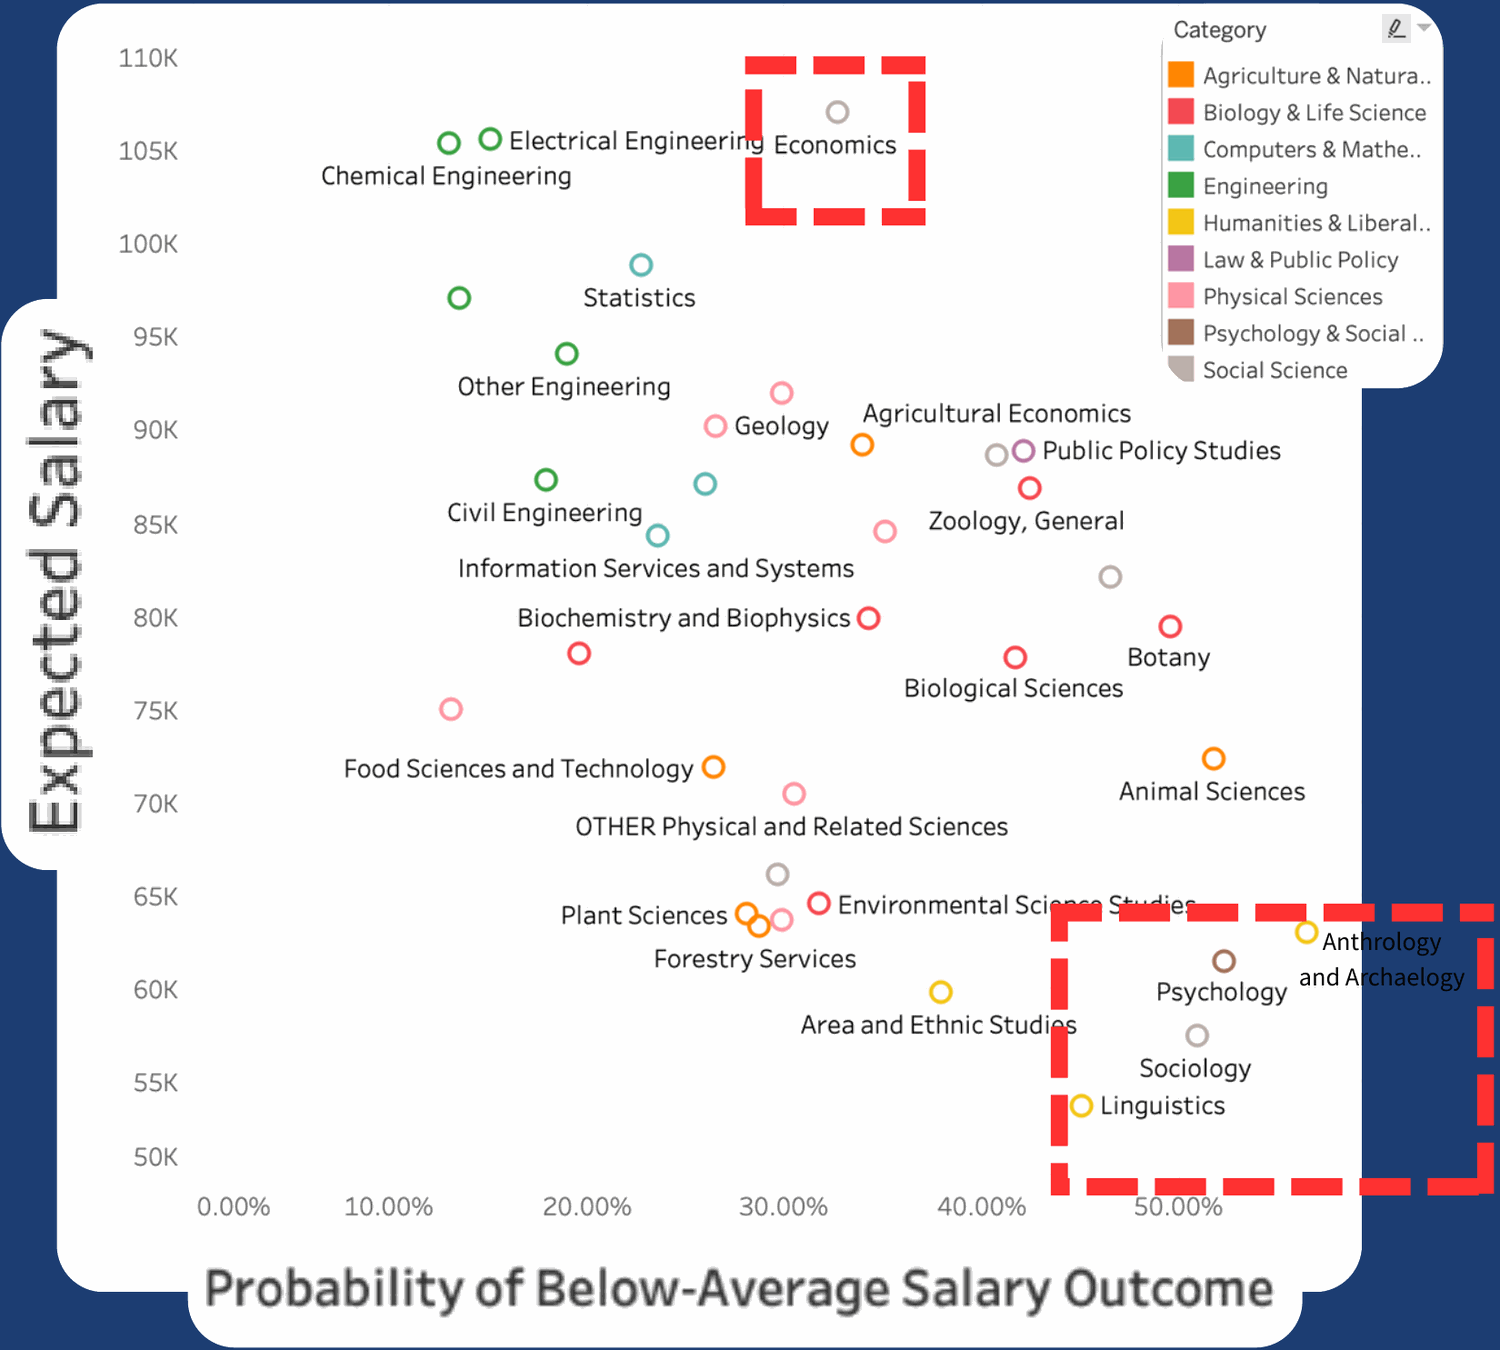 110K
105K
100K
95K
90K
85K
80K
75K
70K
65K
60K
55K
50K
Expected Salary
Category
Agriculture & Natura..
Biology & Life Science
Computers & Mathe..
Engineering
Humanities & Liberal..
Law & Public Policy
Physical Sciences
Psychology & Social ..
Social Science
Electrical Engineering
Economics
Chemical Engineering
Statistics
Other Engineering
Agricultural Economics
Geology
Public Policy Studies
Civil Engineering
Zoology, General
Information Services and Systems
Biochemistry and Biophysics
Botany
Biological Sciences
Food Sciences and Technology
Animal Sciences
OTHER Physical and Related Sciences
Environmental Science Studies
Plant Sciences
Forestry Services
Anthrology
and Archaelogy
Psychology
Area and Ethnic Studies
Sociology
Linguistics
0.00%
10.00%
20.00%
30.00%
40.00%
50.00%
Probability of Below-Average Salary Outcome